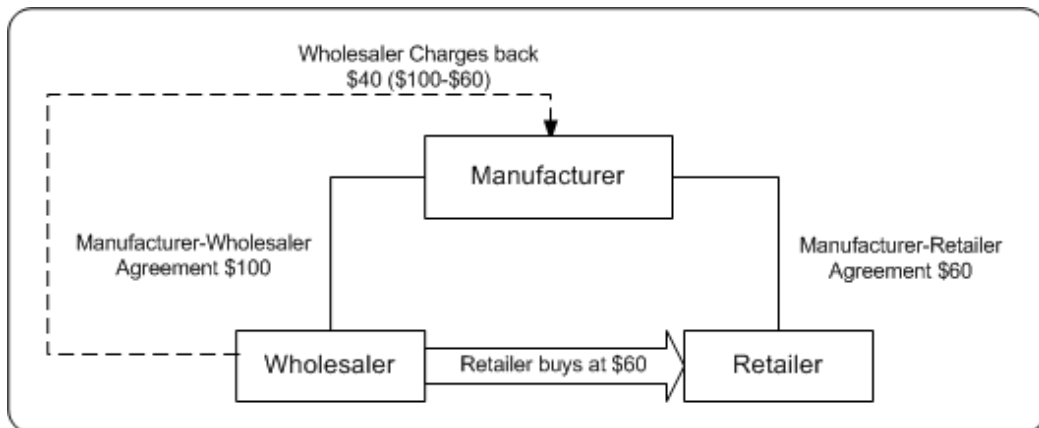 Wholesaler Charges back
$40 ($100-$60)
Manufacturer
Manufacturer-Wholesaler
Agreement $100
Manufacturer-Retailer
Agreement $60
Wholesaler
Retailer buys at $60
Retailer